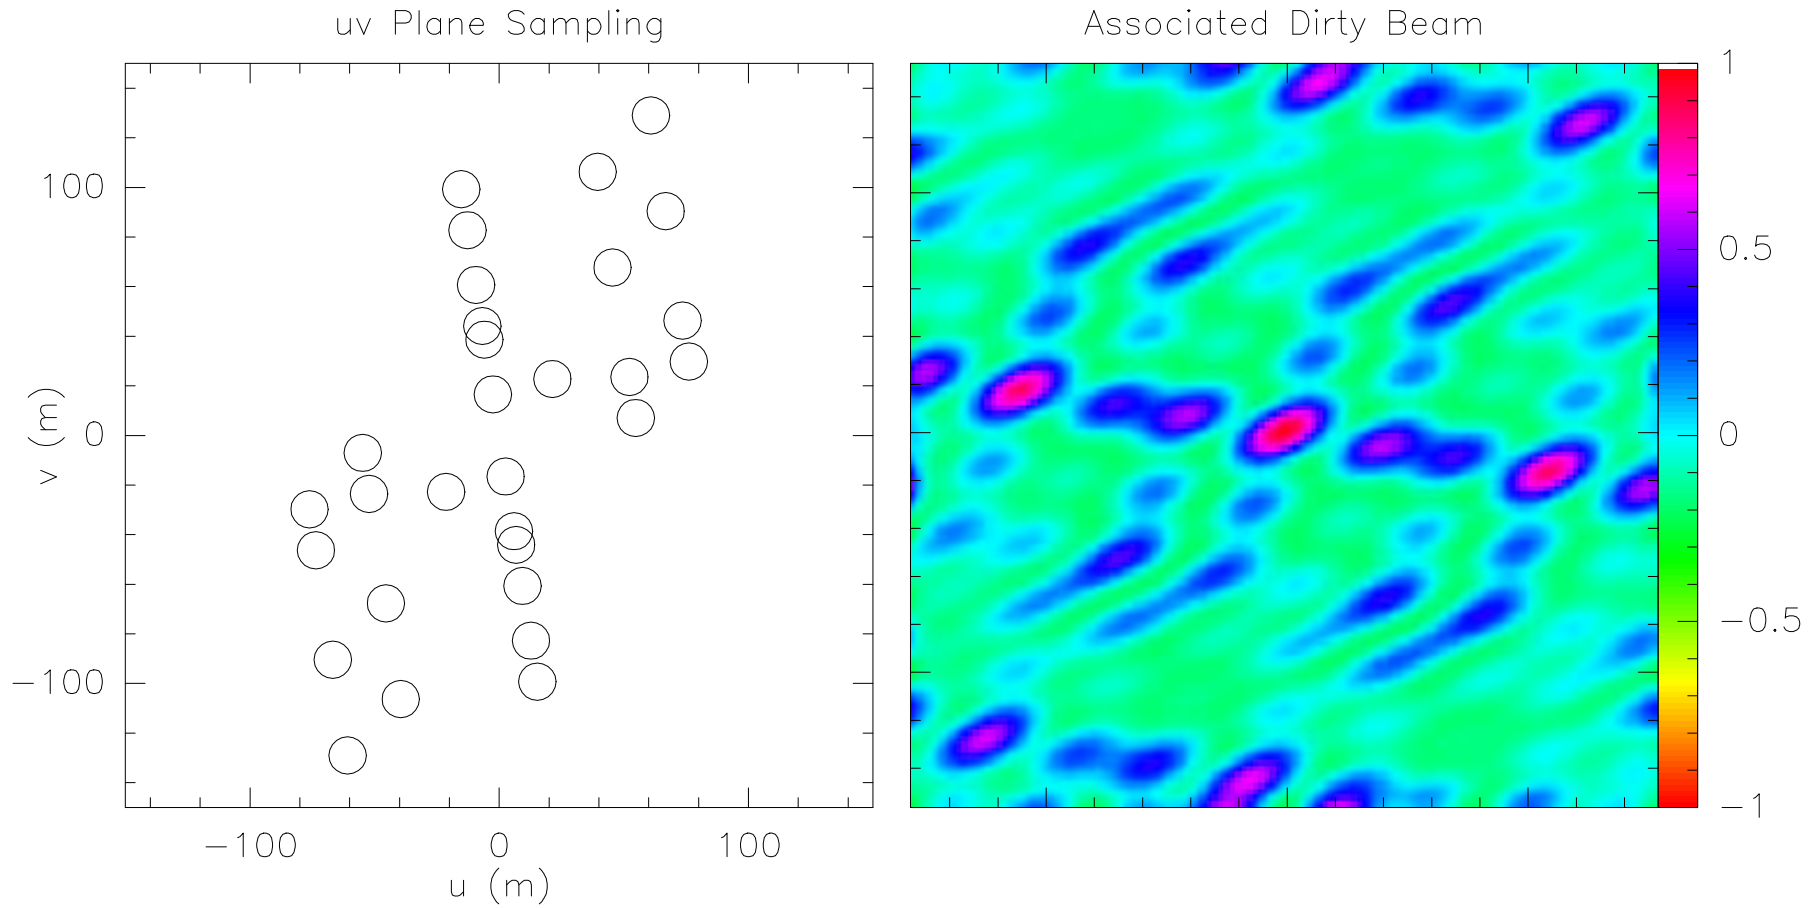 uv Plane Sampling
100
0
−100
v (m)
−100 0 100
u (m)
Associated Dirty Beam
1
0.5
0
−0.5
−1